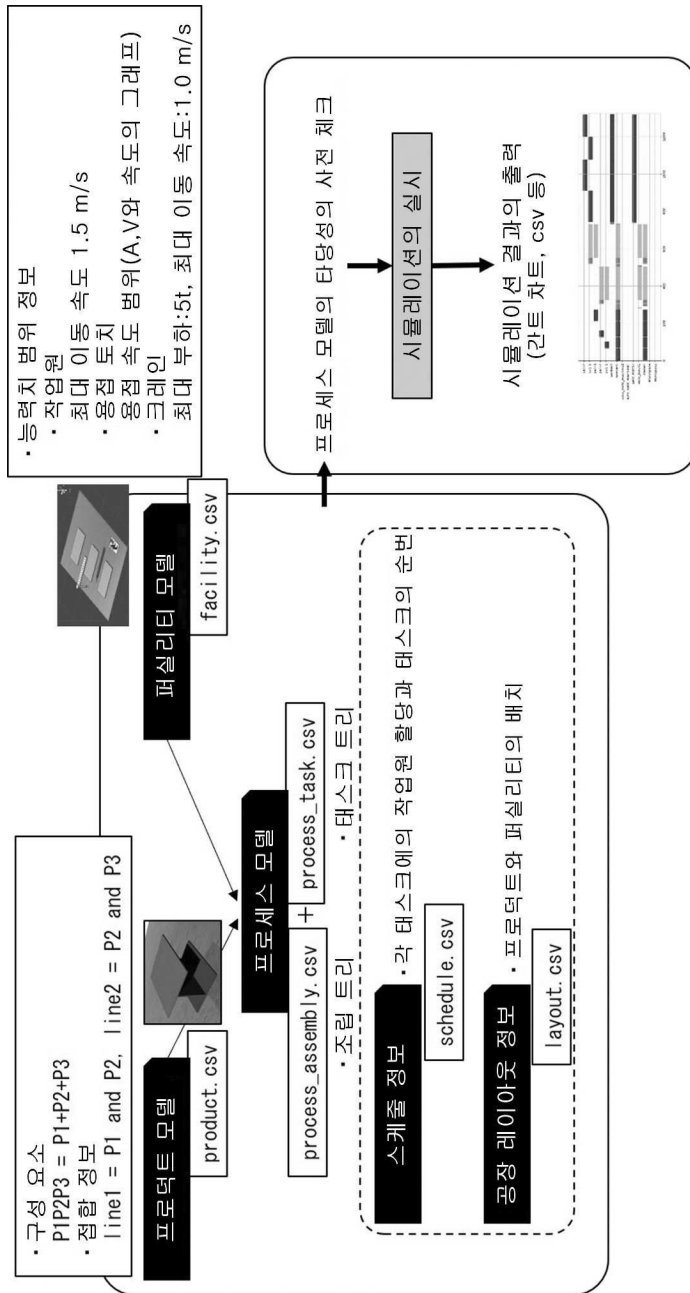 · 구성 요소
P1P2P3 = P1+P2+P3
· 접합 정보
line1 = P1 and P2, line2 = P2 and P3
· 능력치 범위 정보
· 작업원
최대 이동 속도 1.5 m/s
· 용접 토치
용접 속도 범위(A,V와 속도의 그래프)
· 크레인
최대 부하:5t, 최대 이동 속도:1.0 m/s
프로덕트 모델
product.csv
퍼실리티 모델
facility.csv
프로세스 모델
process_assembly.csv + process_task.csv
· 조립 트리
· 태스크 트리
스케줄 정보
· 각 태스크에의 작업원 할당과 태스크의 순번
schedule.csv
공장 레이아웃 정보
· 프로덕트와 퍼실리티의 배치
layout.csv
프로세스 모델의 타당성의 사전 체크
시뮬레이션의 실시
시뮬레이션 결과의 출력
(간트 차트, csv 등)